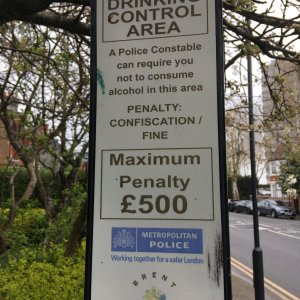 DRINKING
CONTROL
AREA
A Police Constable
can require you
not to consume
alcohol in this area
PENALTY:
CONFISCATION /
FINE
Maximum
Penalty
£500
METROPOLITAN
POLICE
Working together for a safer London
BRENT